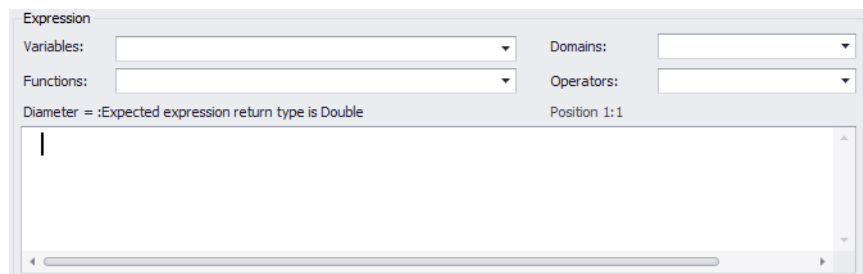 Expression
Variables: Domains:
Functions: Operators:
Diameter = :Expected expression return type is Double Position 1:1